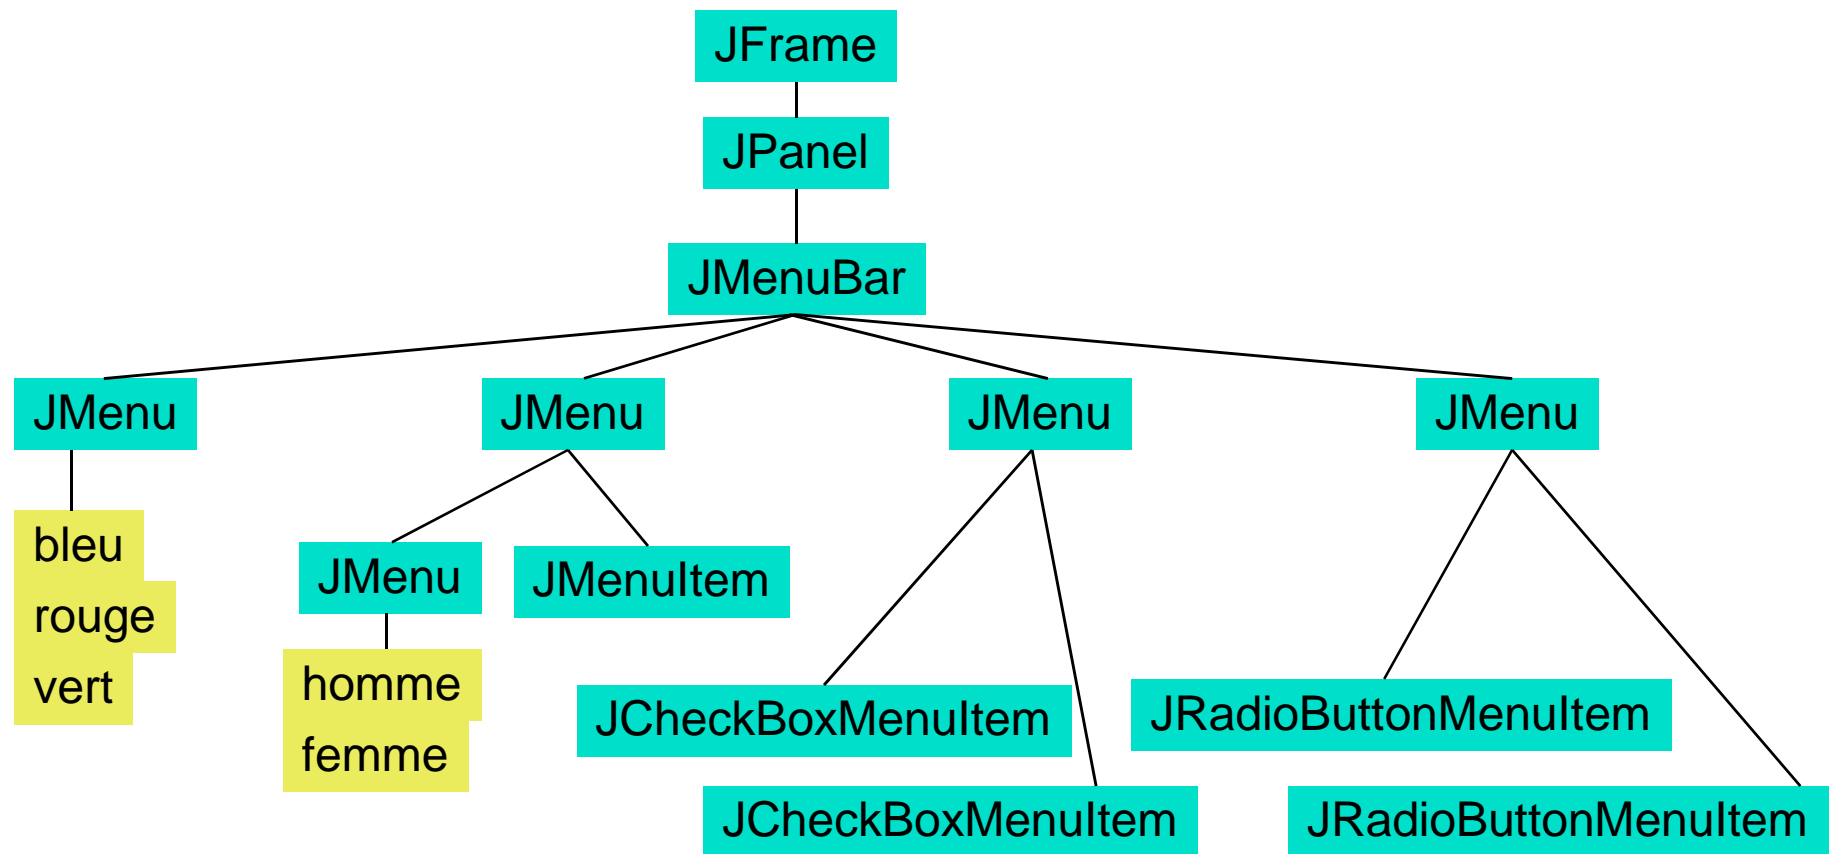 JFrame
JPanel
JMenuBar
JMenu JMenu JMenu JMenu
bleu
rouge
vert
JMenu JMenuItem
homme
femme
JCheckBoxMenuItem
JCheckBoxMenuItem
JRadioButtonMenuItem
JRadioButtonMenuItem